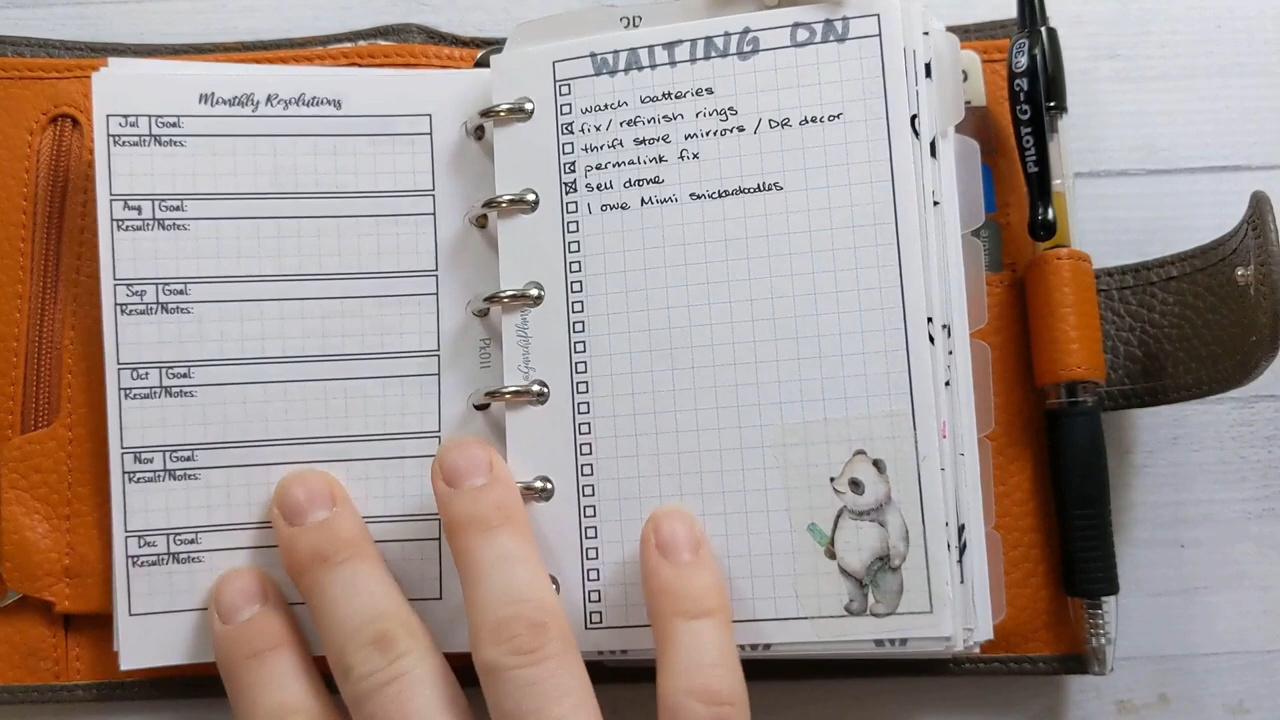 Monthly Resolutions
Jul Goal:
Result/Notes:
Aug Goal:
Result/Notes:
Sep Goal:
Result/Notes:
Oct Goal:
Result/Notes:
Nov Goal:
Result/Notes:
Dec Goal:
Result/Notes:
PK011
WAITING ON
watch batteries
fix/refinish rings
thrift store mirrors / DR decor
permalink fix
sell drone
I owe Mimi snickerdoodles
PILOT G-2